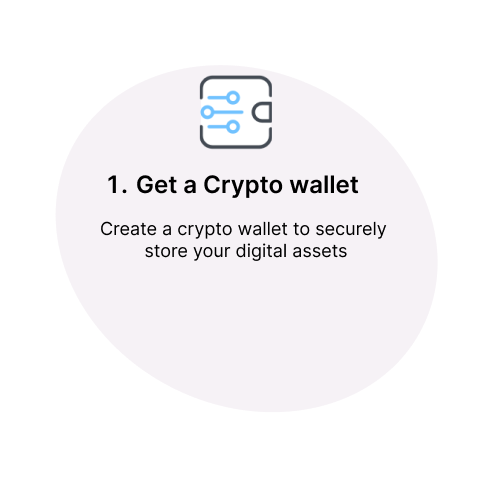 1. Get a Crypto wallet
Create a crypto wallet to securely
store your digital assets